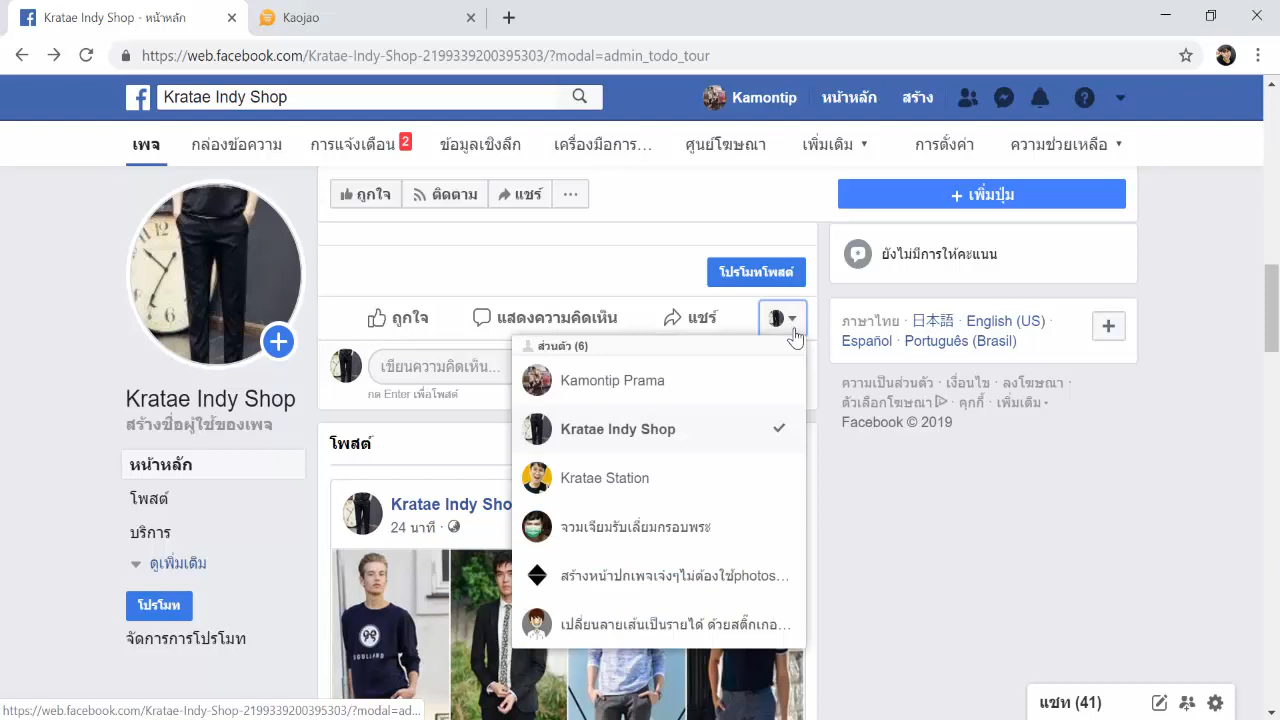 Kratae Indy Shop - หน้าหลัก
Kaojao
https://web.facebook.com/Kratae-Indy-Shop-2199339200395303/?modal=admin_todo_tour
Kratae Indy Shop
Kamontip
หน้าหลัก
สร้าง
เพจ
กล่องข้อความ
การแจ้งเตือน 2
ข้อมูลเชิงลึก
เครื่องมือการ...
ศูนย์โฆษณา
เพิ่มเติม
การตั้งค่า
ความช่วยเหลือ
ถูกใจ
ติดตาม
แชร์
+ เพิ่มปุ่ม
Kratae Indy Shop
สร้างชื่อผู้ใช้ของเพจ
หน้าหลัก
โพสต์
บริการ
ดูเพิ่มเติม
โปรโมท
จัดการการโปรโมท
โปรโมทโพสต์
ถูกใจ
แสดงความคิดเห็น
แชร์
เขียนความคิดเห็น...
กด Enter เพื่อโพสต์
ส่วนตัว (6)
Kamontip Prama
Kratae Indy Shop
Kratae Station
จวมเจียมรับเลี่ยมกรอบพระ
สร้างหน้าปกเพจเจ๋งๆไม่ต้องใช้photos...
เปลี่ยนลายเส้นเป็นรายได้ ด้วยสติ๊กเกอ...
โพสต์
Kratae Indy Sho
24 นาที ·
SOULFIRD
ยังไม่มีการให้คะแนน
ภาษาไทย · 日本語 · English (US) ·
Español · Português (Brasil)
ความเป็นส่วนตัว · เงื่อนไข · ลงโฆษณา ·
ตัวเลือกโฆษณา · คุกกี้ · เพิ่มเติม
Facebook © 2019
แชท (41)
https://web.facebook.com/Kratae-Indy-Shop-2199339200395303/?modal=ad...